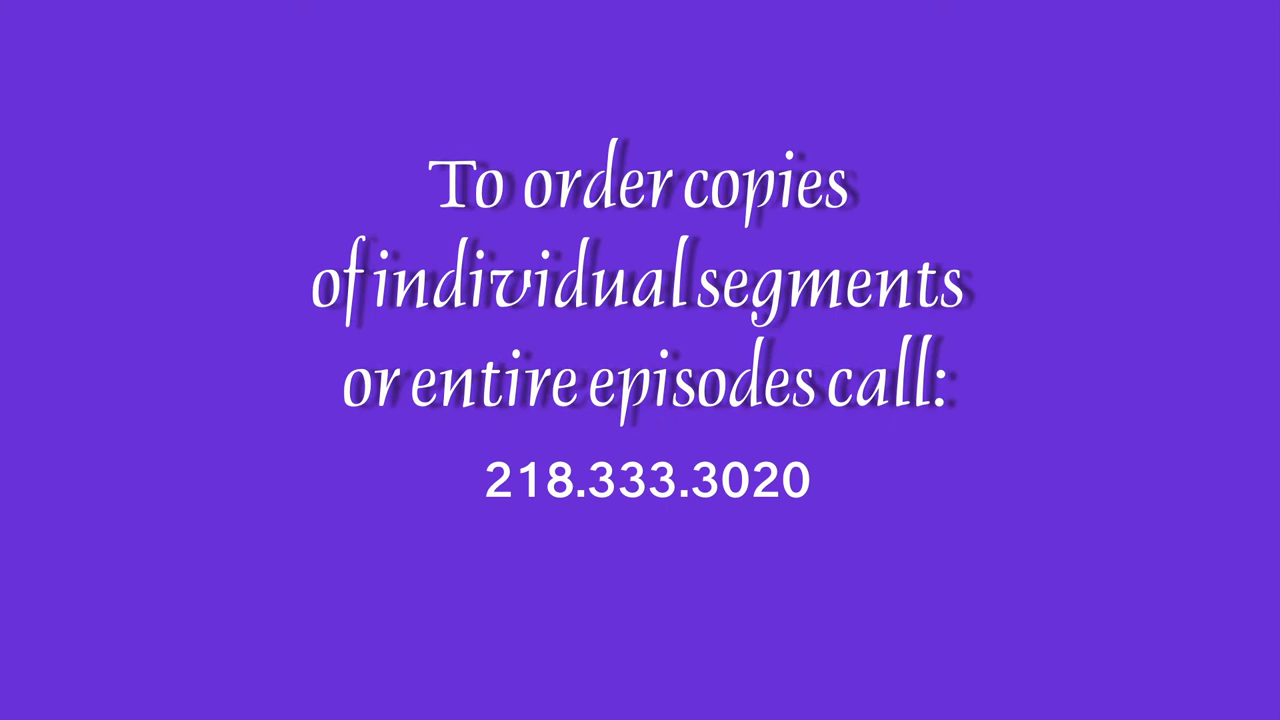 To order copies
of individual segments
or entire episodes call:
218.333.3020